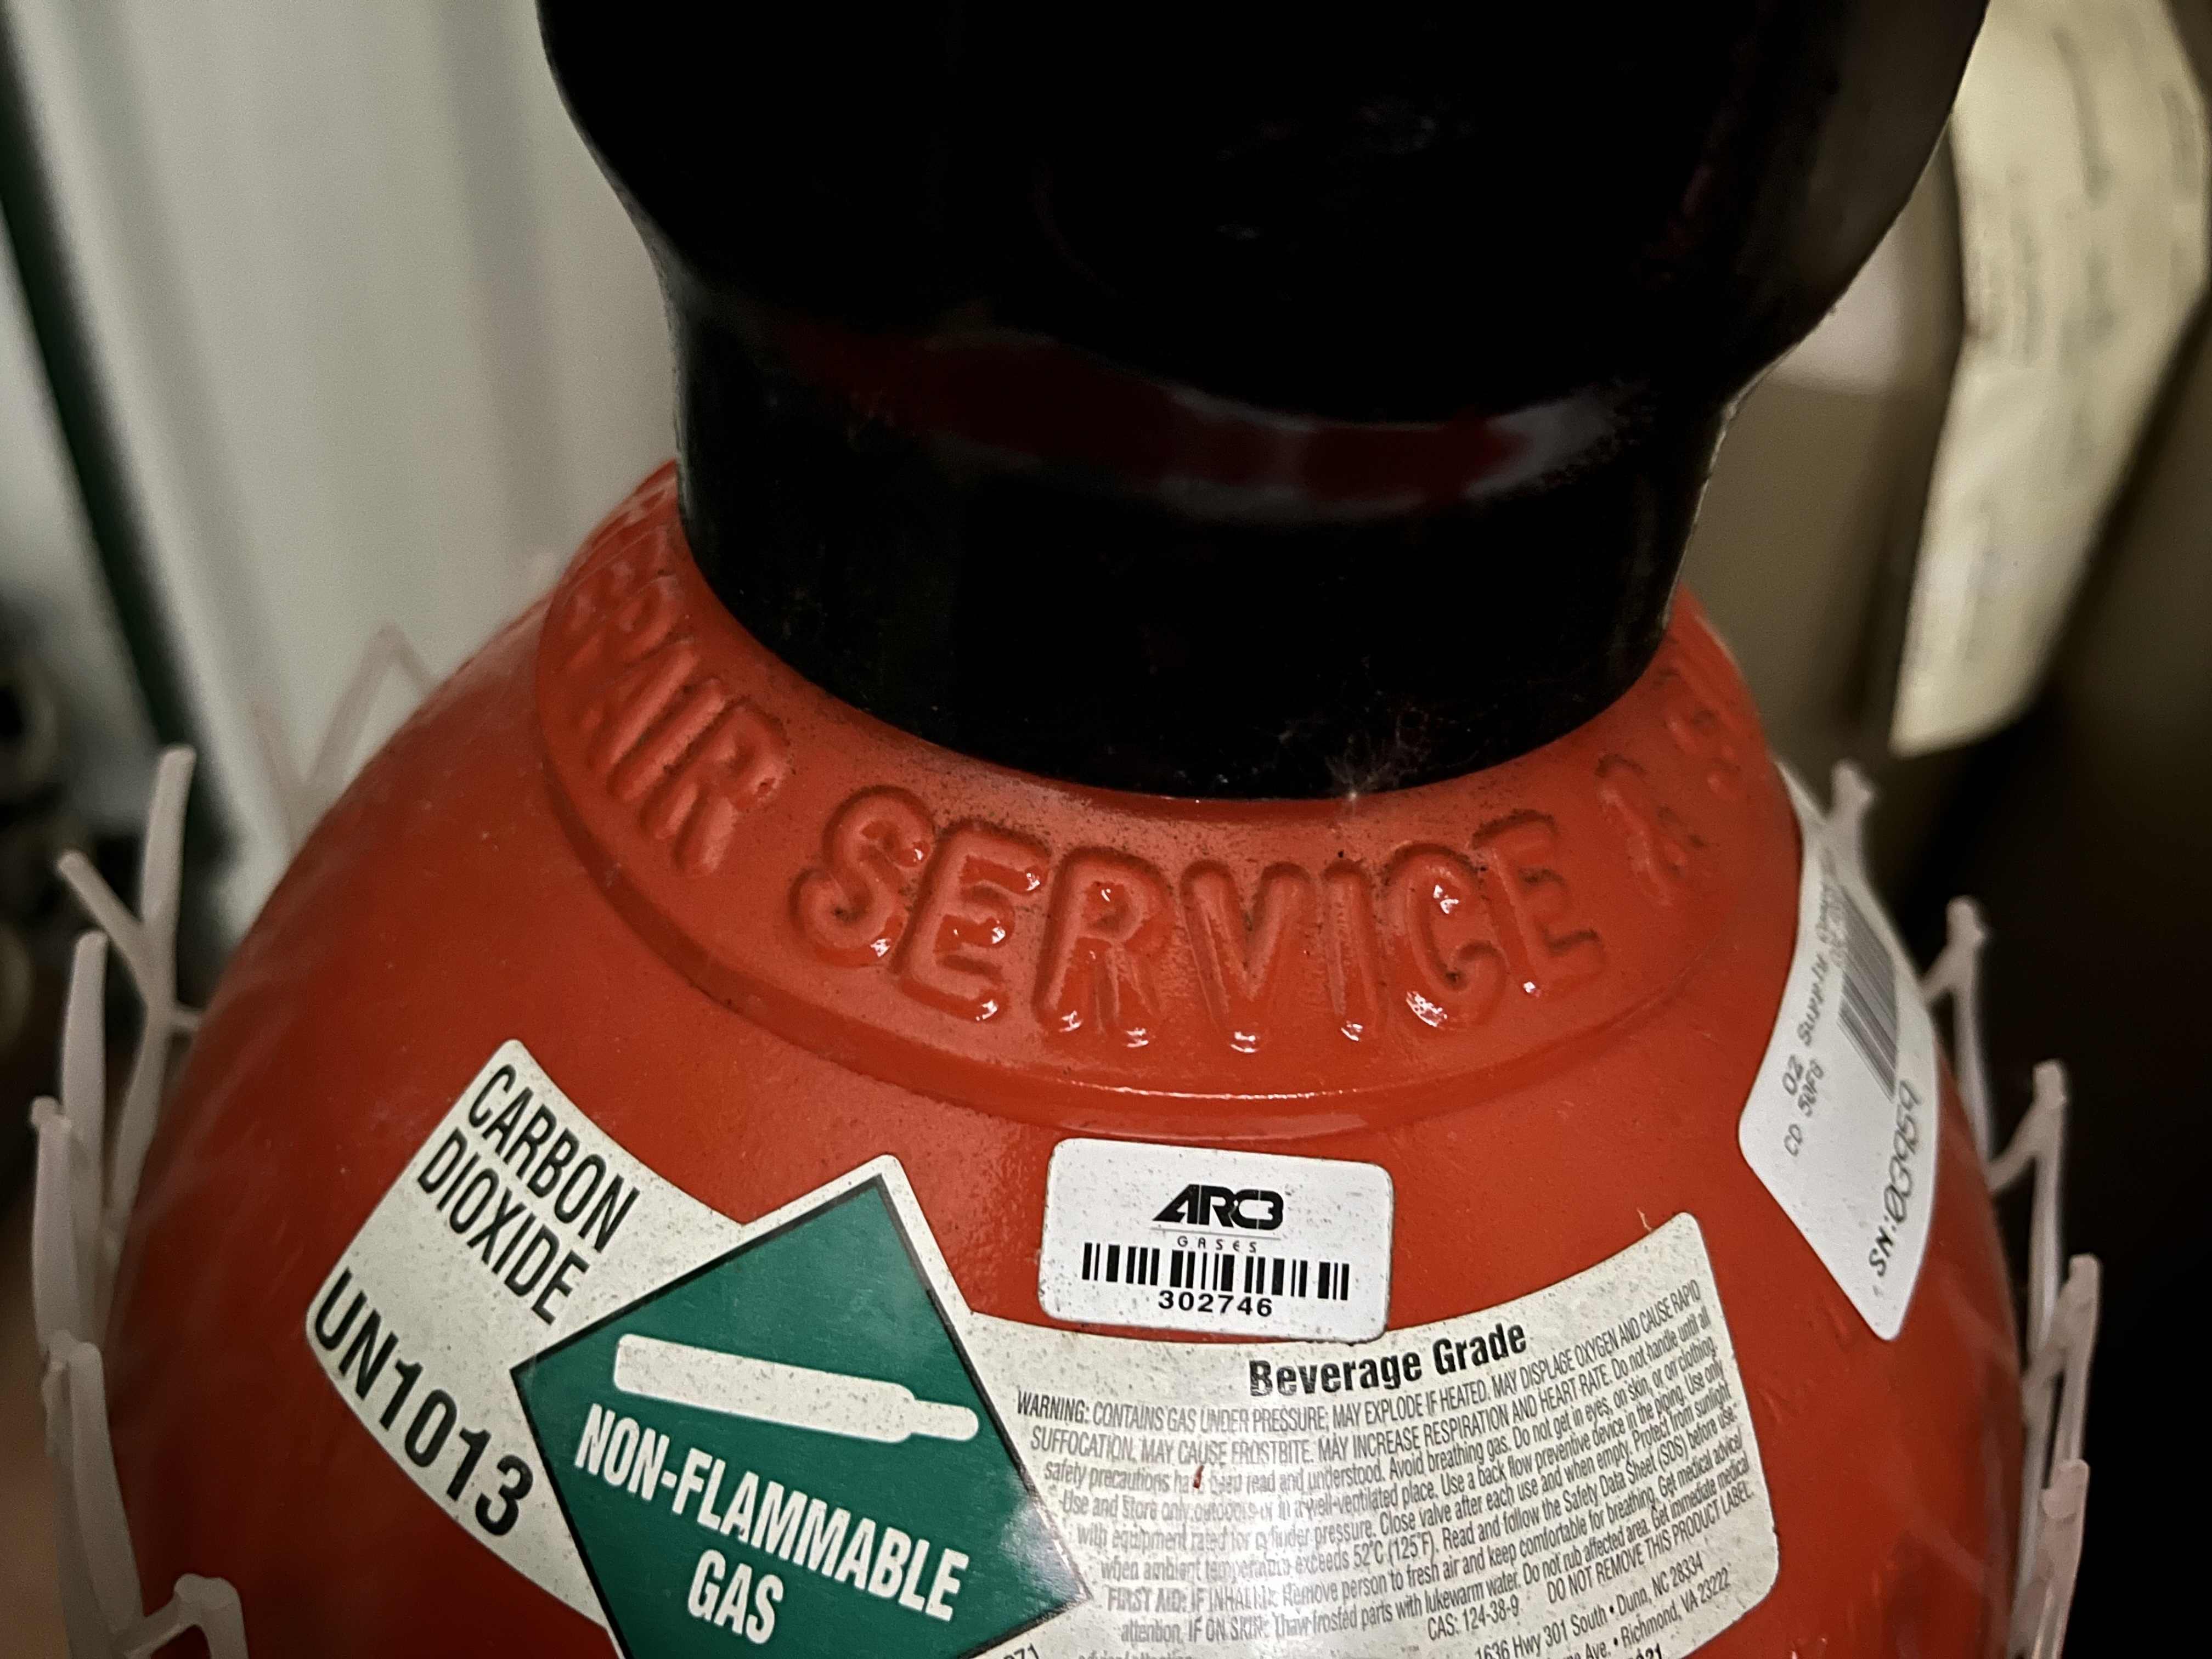 AIR SERVICE &
CARBON
DIOXIDE
UN1013
NON-FLAMMABLE
GAS
ARC3
GASES
302746
O2 Supply
CD 50FG
SN:039959
Beverage Grade
WARNING: CONTAINS GAS UNDER PRESSURE; MAY EXPLODE IF HEATED. MAY DISPLACE OXYGEN AND CAUSE RAPID
SUFFOCATION. MAY CAUSE FROSTBITE. MAY INCREASE RESPIRATION AND HEART RATE. Do not handle until all
safety precautions have been read and understood. Avoid breathing gas. Do not get in eyes, on skin, or on clothing.
Use and Store only outdoors or in a well-ventilated place. Use a back flow preventive device in the piping. Use only
with equipment rated for cylinder pressure. Close valve after each use and when empty. Protect from sunlight
when ambient temperature exceeds 52°C (125°F). Read and follow the Safety Data Sheet (SDS) before use.
FIRST AID: IF INHALED: Remove person to fresh air and keep comfortable for breathing. Get medical advice/
attention. IF ON SKIN: Thaw frosted parts with lukewarm water. Do not rub affected area. Get immediate medical
CAS: 124-38-9 DO NOT REMOVE THIS PRODUCT LABEL
1636 Hwy 301 South • Dunn, NC 28334
Ave. • Richmond, VA 23222